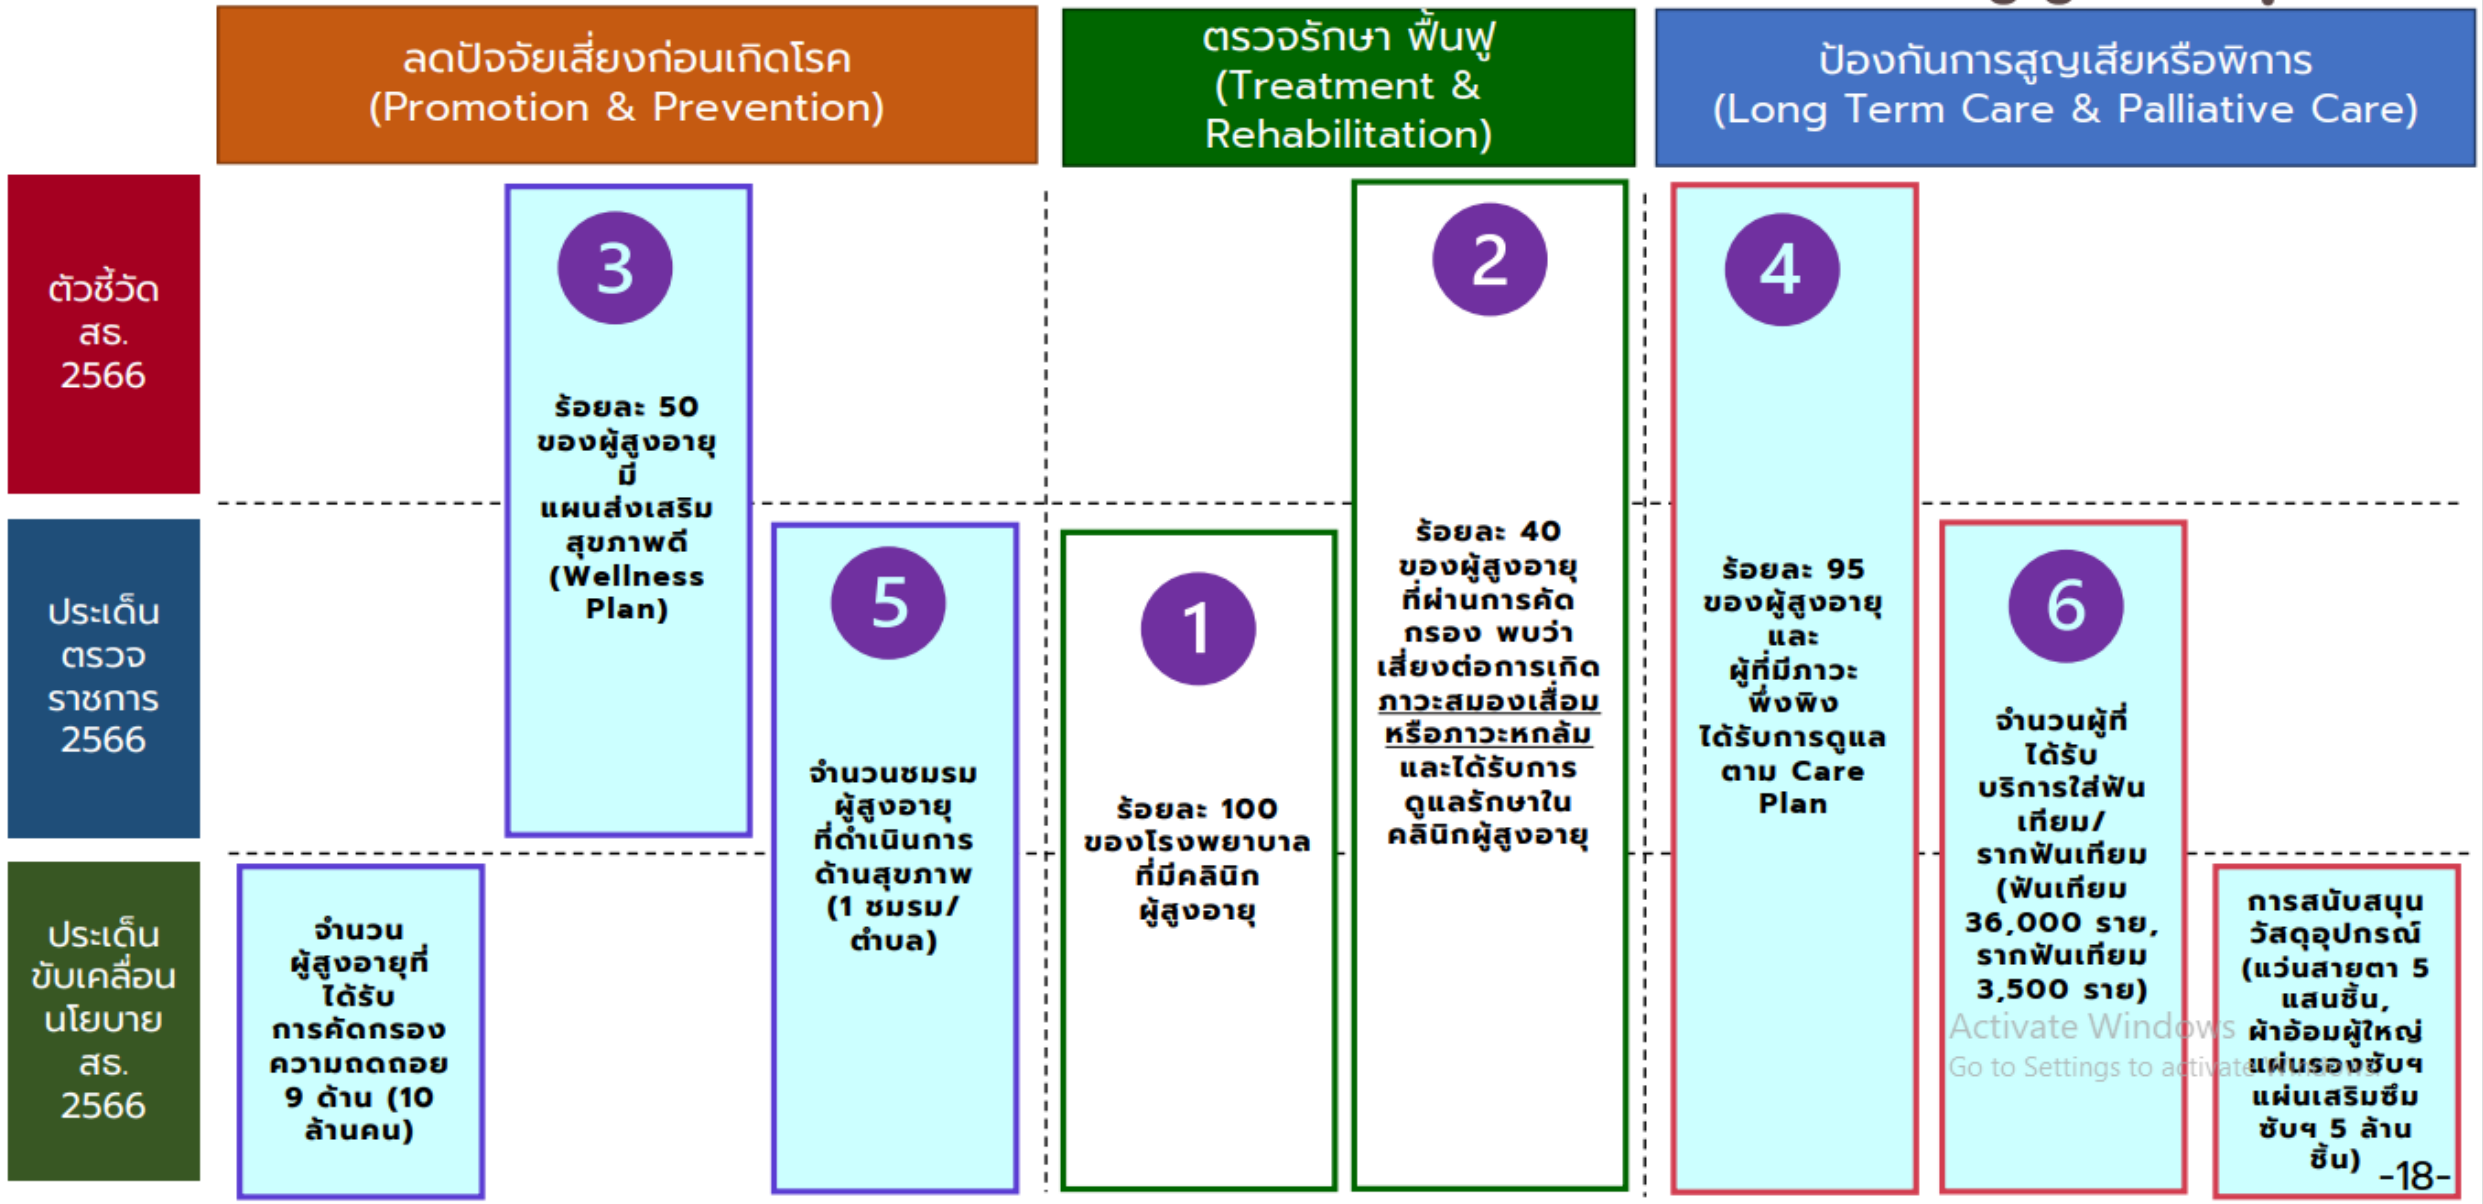 ลดปัจจัยเสี่ยงก่อนเกิดโรค
(Promotion & Prevention)
ตรวจรักษา ฟื้นฟู
(Treatment &
Rehabilitation)
ป้องกันการสูญเสียหรือพิการ
(Long Term Care & Palliative Care)
ตัวชี้วัด
สธ.
2566
3
ร้อยละ 50
ของผู้สูงอายุ
มี
แผนส่งเสริม
สุขภาพดี
(Wellness
Plan)
2
ร้อยละ 40
ของผู้สูงอายุ
ที่ผ่านการคัด
กรอง พบว่า
เสี่ยงต่อการเกิด
ภาวะสมองเสื่อม
หรือภาวะหกล้ม
และได้รับการ
ดูแลรักษาใน
คลินิกผู้สูงอายุ
4
ร้อยละ 95
ของผู้สูงอายุ
และ
ผู้ที่มีภาวะ
พึ่งพิง
ได้รับการดูแล
ตาม Care
Plan
ประเด็น
ตรวจ
ราชการ
2566
5
จำนวนชมรม
ผู้สูงอายุ
ที่ดำเนินการ
ด้านสุขภาพ
(1 ชมรม/
ตำบล)
1
ร้อยละ 100
ของโรงพยาบาล
ที่มีคลินิก
ผู้สูงอายุ
6
จำนวนผู้ที่
ได้รับ
บริการใส่ฟัน
เทียม/
รากฟันเทียม
(ฟันเทียม
36,000 ราย,
รากฟันเทียม
3,500 ราย)
ประเด็น
ขับเคลื่อน
นโยบาย
สธ.
2566
จำนวน
ผู้สูงอายุที่
ได้รับ
การคัดกรอง
ความถดถอย
9 ด้าน (10
ล้านคน)
การสนับสนุน
วัสดุอุปกรณ์
(แว่นสายตา 5
แสนชิ้น,
ผ้าอ้อมผู้ใหญ่
แผ่นรองซับฯ
แผ่นเสริมซึม
ซับฯ 5 ล้าน
ชิ้น)
Activate Windows
Go to Settings to activate Windows.
-18-